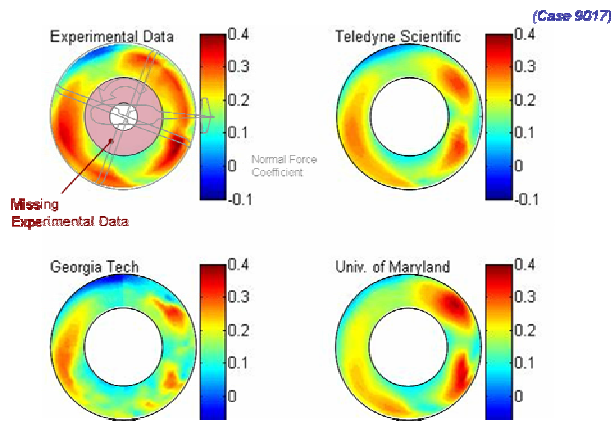 (Case 9017)
Experimental Data
0.4
0.3
0.2
0.1
0
-0.1
Teledyne Scientific
0.4
0.3
0.2
0.1
0
-0.1
Normal Force
Coefficient
Missing
Experimental Data
Georgia Tech
0.4
0.3
0.2
0.1
0
Univ. of Maryland
0.4
0.3
0.2
0.1
0